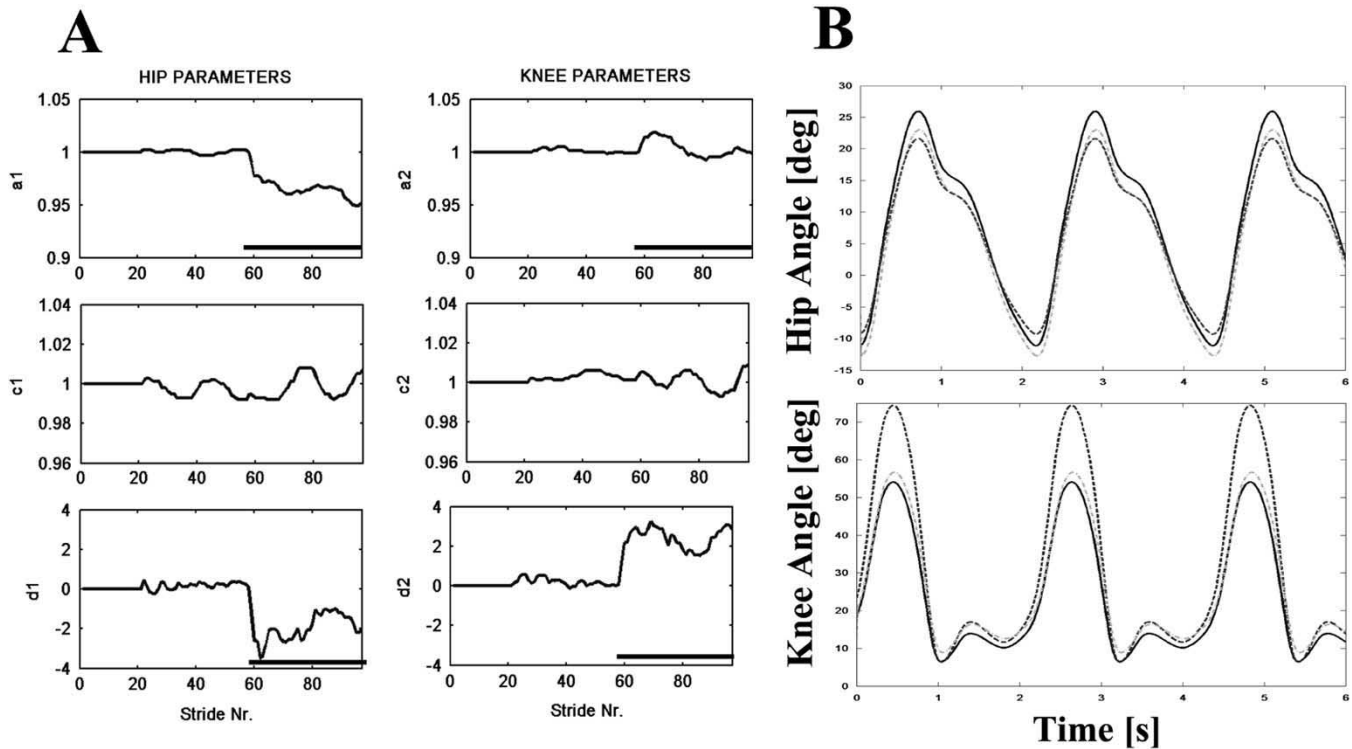 A
B
HIP PARAMETERS
KNEE PARAMETERS
1.05
1
0.95
0.9
a1
0 20 40 60 80
1.05
1
0.95
0.9
a2
0 20 40 60 80
1.04
1.02
1
0.98
0.96
c1
0 20 40 60 80
1.04
1.02
1
0.98
0.96
c2
0 20 40 60 80
4
2
0
-2
-4
d1
0 20 40 60 80
Stride Nr.
4
2
0
-2
-4
d2
0 20 40 60 80
Stride Nr.
Hip Angle [deg]
30
25
20
15
10
5
0
-5
-10
-15
0 1 2 3 4 5 6
Knee Angle [deg]
70
60
50
40
30
20
10
0
0 1 2 3 4 5 6
Time [s]